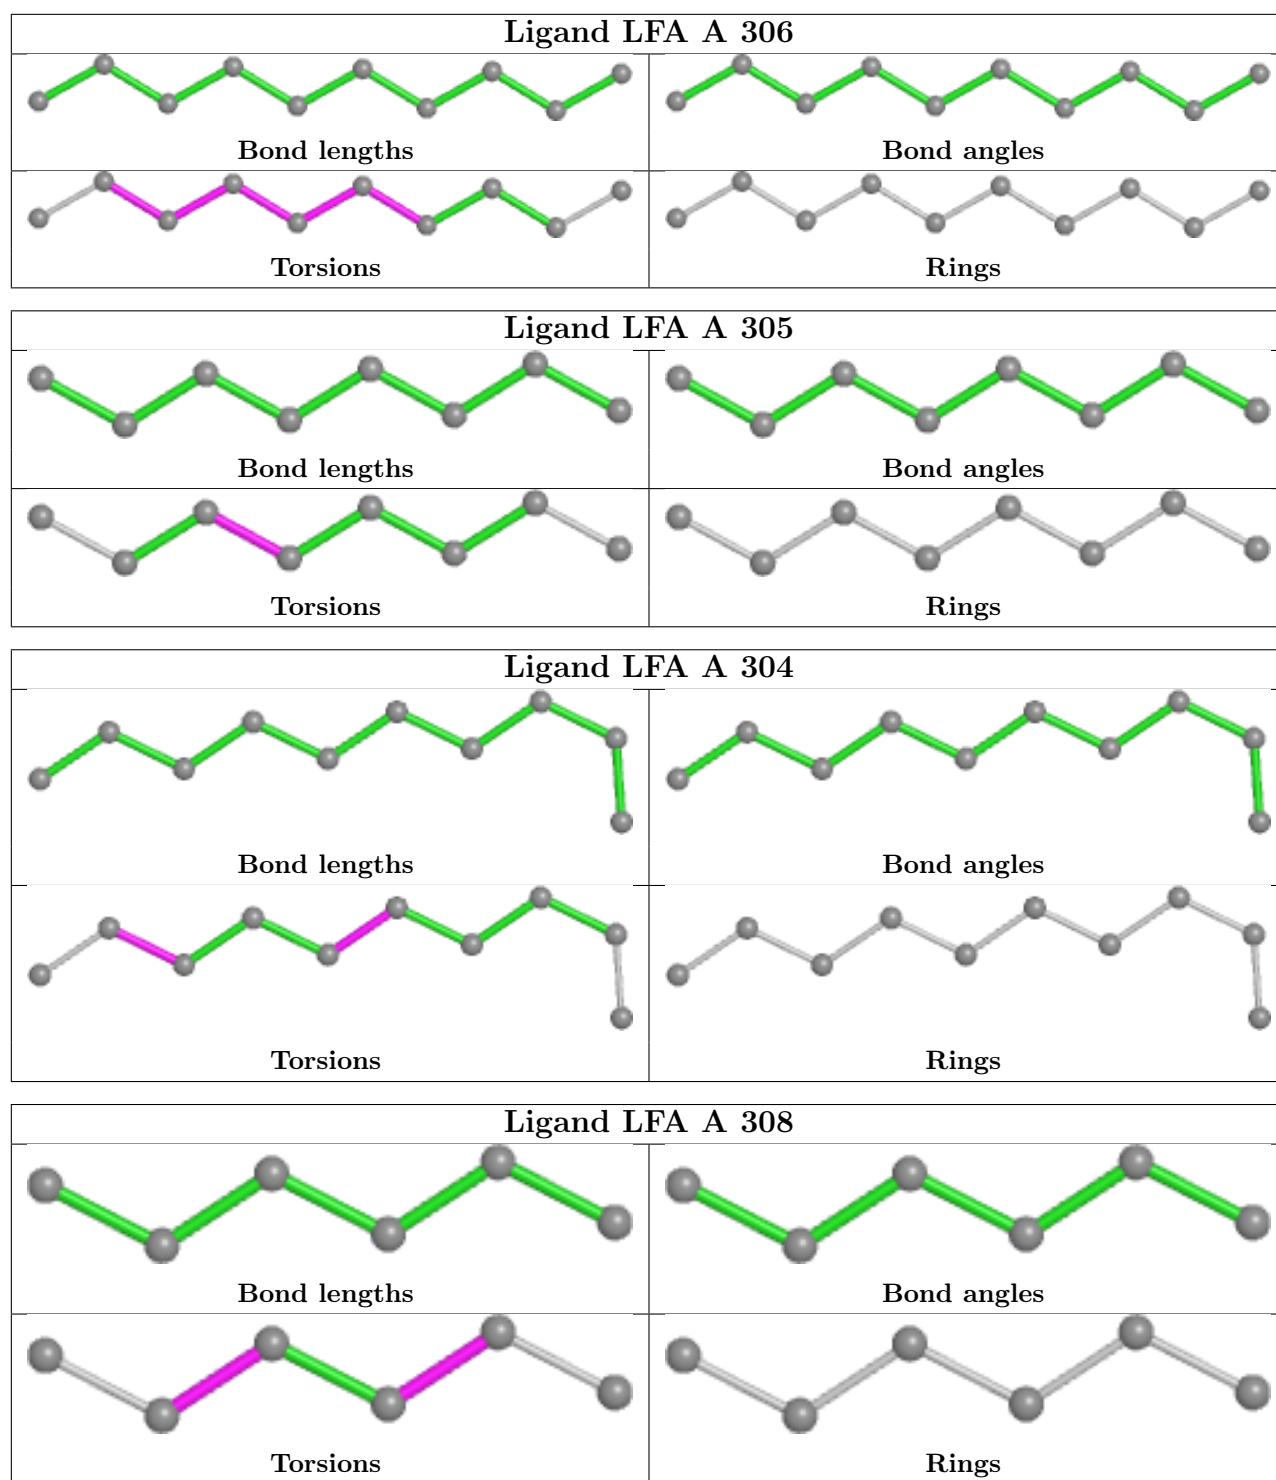 Ligand LFA A 306
Bond lengths
Bond angles
Torsions
Rings
Ligand LFA A 305
Bond lengths
Bond angles
Torsions
Rings
Ligand LFA A 304
Bond lengths
Bond angles
Torsions
Rings
Ligand LFA A 308
Bond lengths
Bond angles
Torsions
Rings